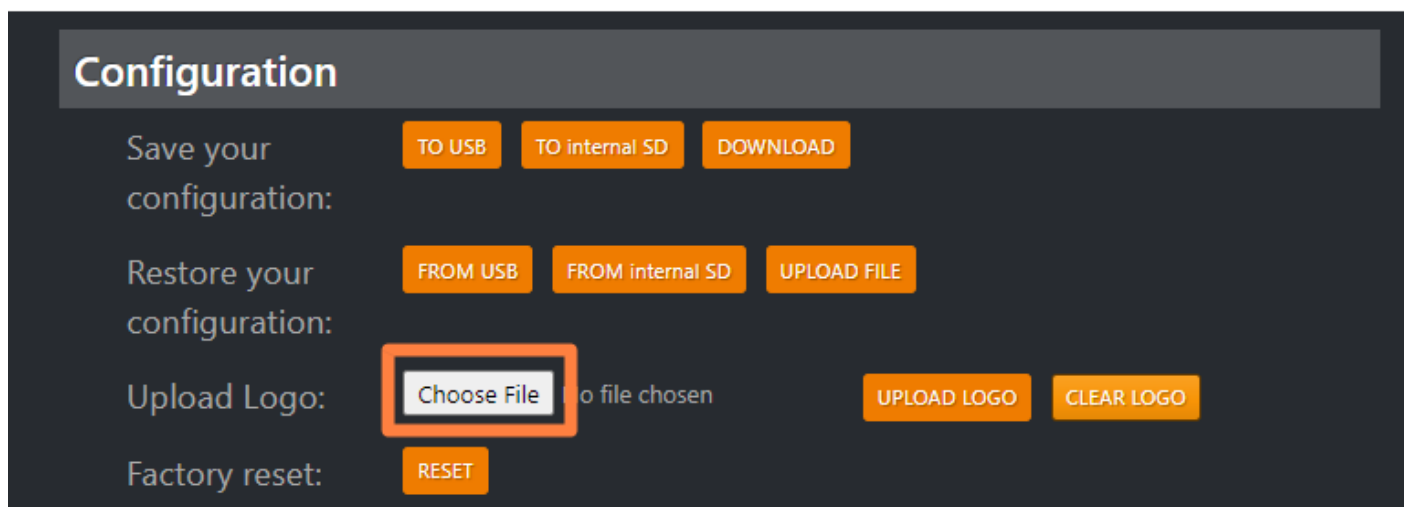 Configuration
Save your
configuration:
TO USB TO internal SD DOWNLOAD
Restore your
configuration:
FROM USB FROM internal SD UPLOAD FILE
Upload Logo: Choose File o file chosen UPLOAD LOGO CLEAR LOGO
Factory reset: RESET